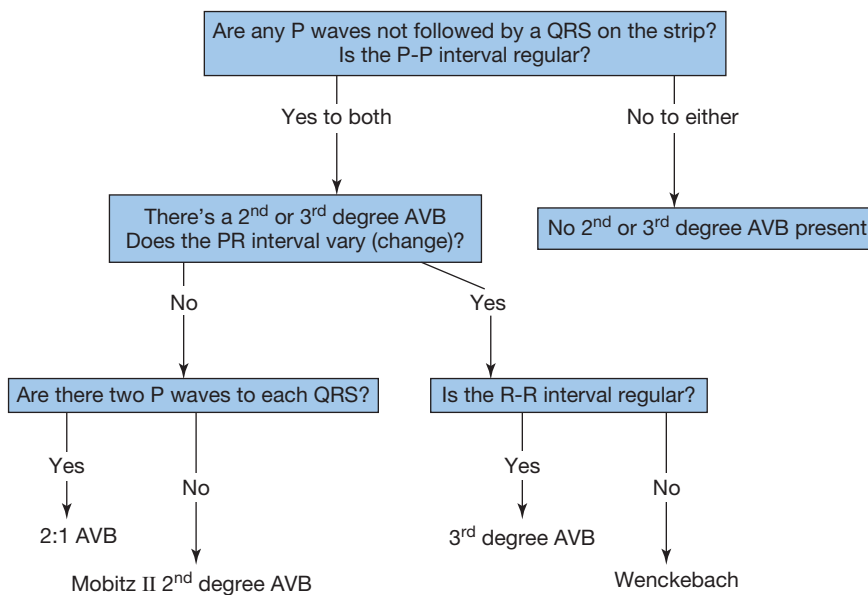 Are any P waves not followed by a QRS on the strip?
Is the P-P interval regular?
Yes to both
No to either
There's a 2nd or 3rd degree AVB
Does the PR interval vary (change)?
No 2nd or 3rd degree AVB present
No
Yes
Are there two P waves to each QRS?
Is the R-R interval regular?
Yes
No
Yes
No
2:1 AVB
Mobitz II 2nd degree AVB
3rd degree AVB
Wenckebach